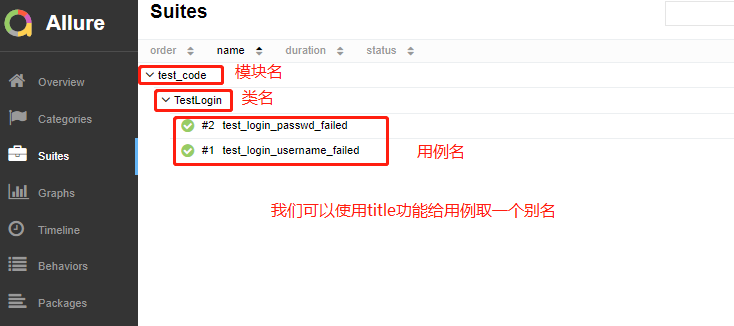 Allure
Suites
order name duration status
test_code 模块名
Overview
TestLogin 类名
Categories
#2 test_login_passwd_failed
Suites
#1 test_login_username_failed 用例名
Graphs
我们可以使用title功能给用例取一个别名
Timeline
Behaviors
Packages